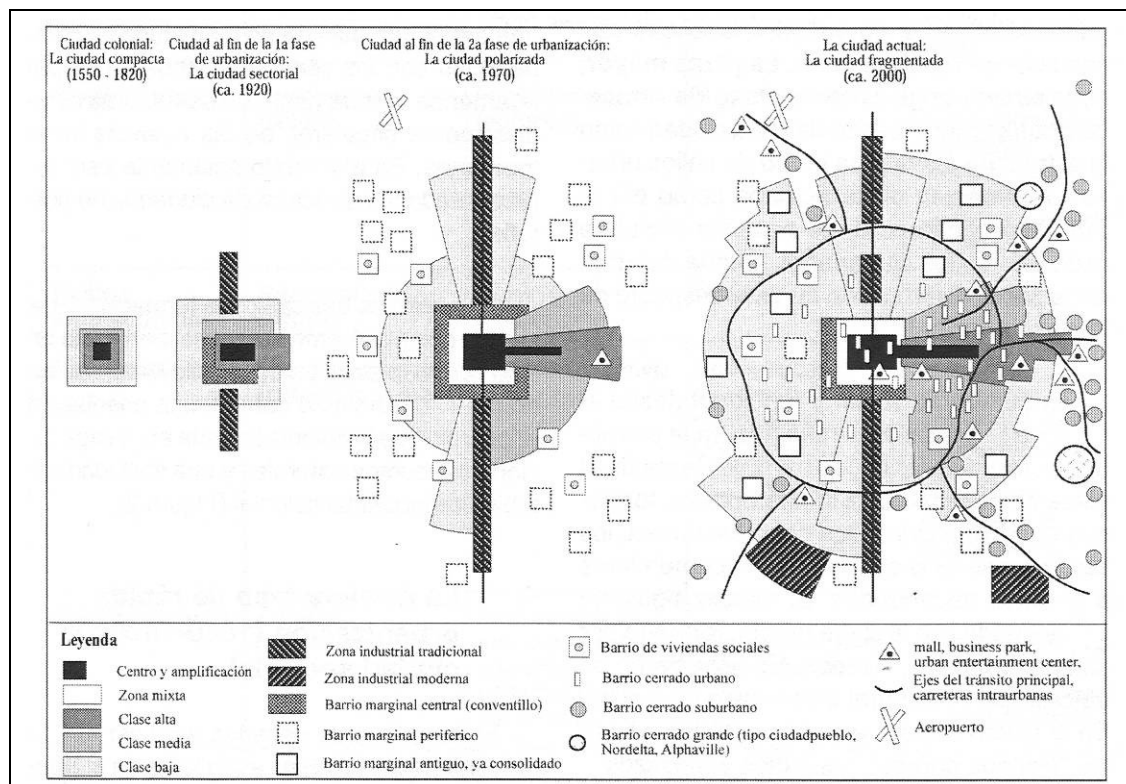 Ciudad colonial:
La ciudad compacta
(1550 - 1820)
Ciudad al fin de la 1a fase
de urbanización:
La ciudad sectorial
(ca. 1920)
Ciudad al fin de la 2a fase de urbanización:
La ciudad polarizada
(ca. 1970)
La ciudad actual:
La ciudad fragmentada
(ca. 2000)
Leyenda
Centro y amplificación
Zona mixta
Clase alta
Clase media
Clase baja
Zona industrial tradicional
Zona industrial moderna
Barrio marginal central (conventillo)
Barrio marginal periferico
Barrio marginal antiguo, ya consolidado
Barrio de viviendas sociales
Barrio cerrado urbano
Barrio cerrado suburbano
Barrio cerrado grande (tipo ciudadpueblo,
Nordelta, Alphaville)
mall, business park,
urban entertainment center,
Ejes del tránsito principal,
carreteras intraurbanas
Aeropuerto